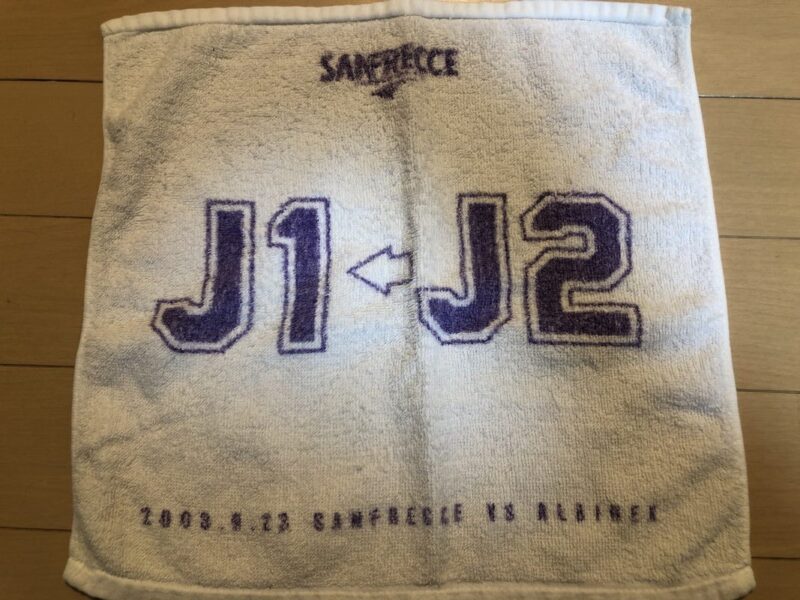 SANFRECCE
J1 ← J2
2003.9.23 SANFRECCE VS ALBIREX